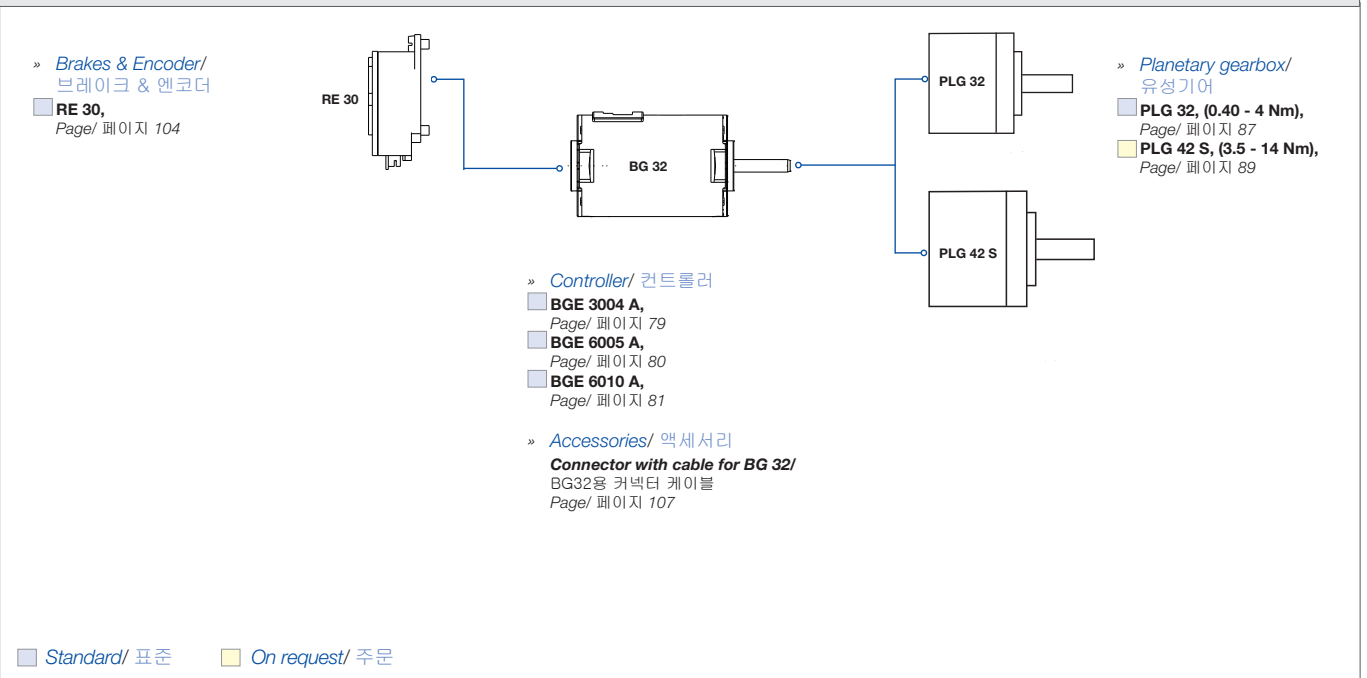 » Brakes & Encoder/
브레이크 & 엔코더
RE 30,
Page/ 페이지 104
RE 30
BG 32
PLG 32
PLG 42 S
» Planetary gearbox/
유성기어
PLG 32, (0.40 - 4 Nm),
Page/ 페이지 87
PLG 42 S, (3.5 - 14 Nm),
Page/ 페이지 89
» Controller/ 컨트롤러
BGE 3004 A,
Page/ 페이지 79
BGE 6005 A,
Page/ 페이지 80
BGE 6010 A,
Page/ 페이지 81
» Accessories/ 액세서리
Connector with cable for BG 32/
BG32용 커넥터 케이블
Page/ 페이지 107
Standard/ 표준 On request/ 주문